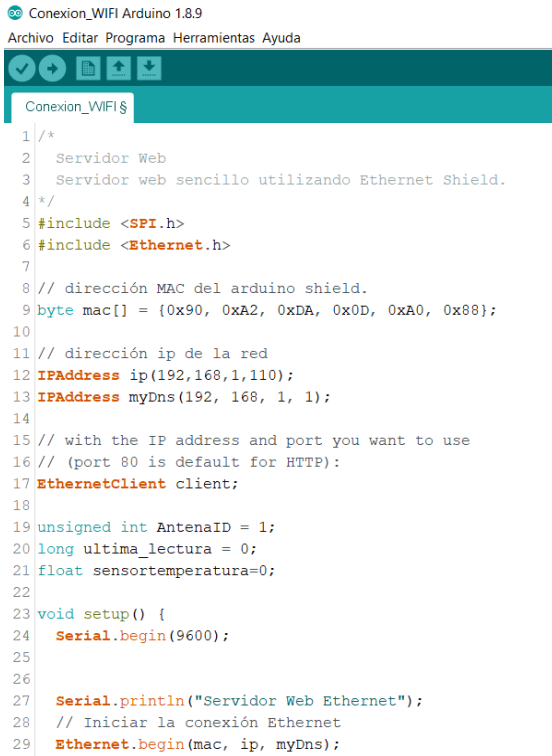 Conexion_WIFI Arduino 1.8.9
Archivo Editar Programa Herramientas Ayuda
Conexion_WIFI §
1 /*
2   Servidor Web
3   Servidor web sencillo utilizando Ethernet Shield.
4 */
5 #include <SPI.h>
6 #include <Ethernet.h>
7
8 // dirección MAC del arduino shield.
9 byte mac[] = {0x90, 0xA2, 0xDA, 0x0D, 0xA0, 0x88};
10
11 // dirección ip de la red
12 IPAddress ip(192,168,1,110);
13 IPAddress myDns(192, 168, 1, 1);
14
15 // with the IP address and port you want to use
16 // (port 80 is default for HTTP):
17 EthernetClient client;
18
19 unsigned int AntenaID = 1;
20 long ultima_lectura = 0;
21 float sensortemperatura=0;
22
23 void setup() {
24   Serial.begin(9600);
25
26
27   Serial.println("Servidor Web Ethernet");
28   // Iniciar la conexión Ethernet
29   Ethernet.begin(mac, ip, myDns);